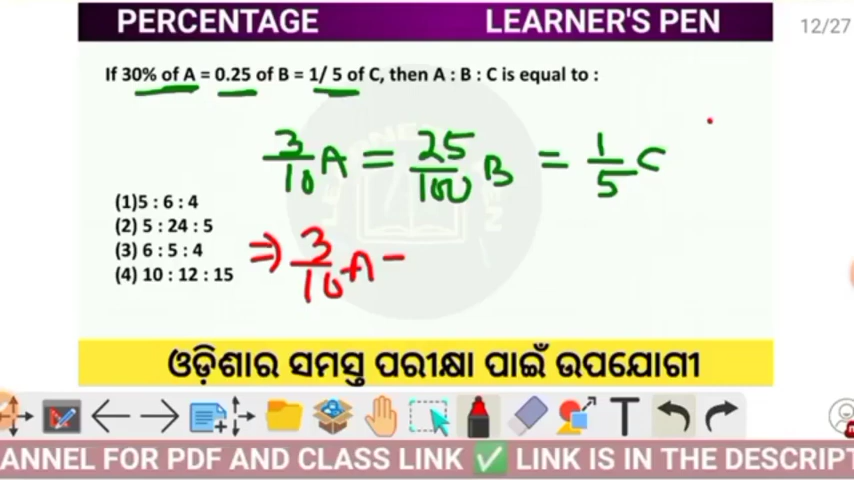 PERCENTAGE LEARNER'S PEN
12/27
If 30% of A = 0.25 of B = 1/ 5 of C, then A : B : C is equal to :
3/10 A = 25/100 B = 1/5 C
(1)5 : 6 : 4
(2) 5 : 24 : 5
(3) 6 : 5 : 4
(4) 10 : 12 : 15
⇒ 3/10 A -
ଓଡ଼ିଶାର ସମସ୍ତ ପରୀକ୍ଷା ପାଇଁ ଉପଯୋଗୀ
T
ANNEL FOR PDF AND CLASS LINK ✅ LINK IS IN THE DESCRIPT